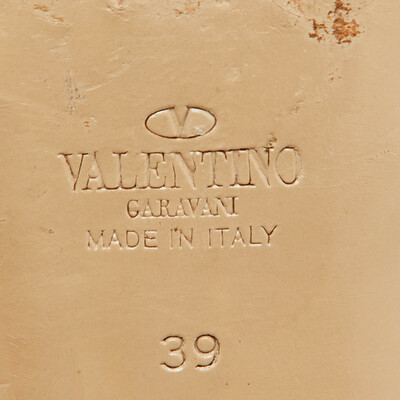 V
VALENTINO
GARAVANI
MADE IN ITALY
39